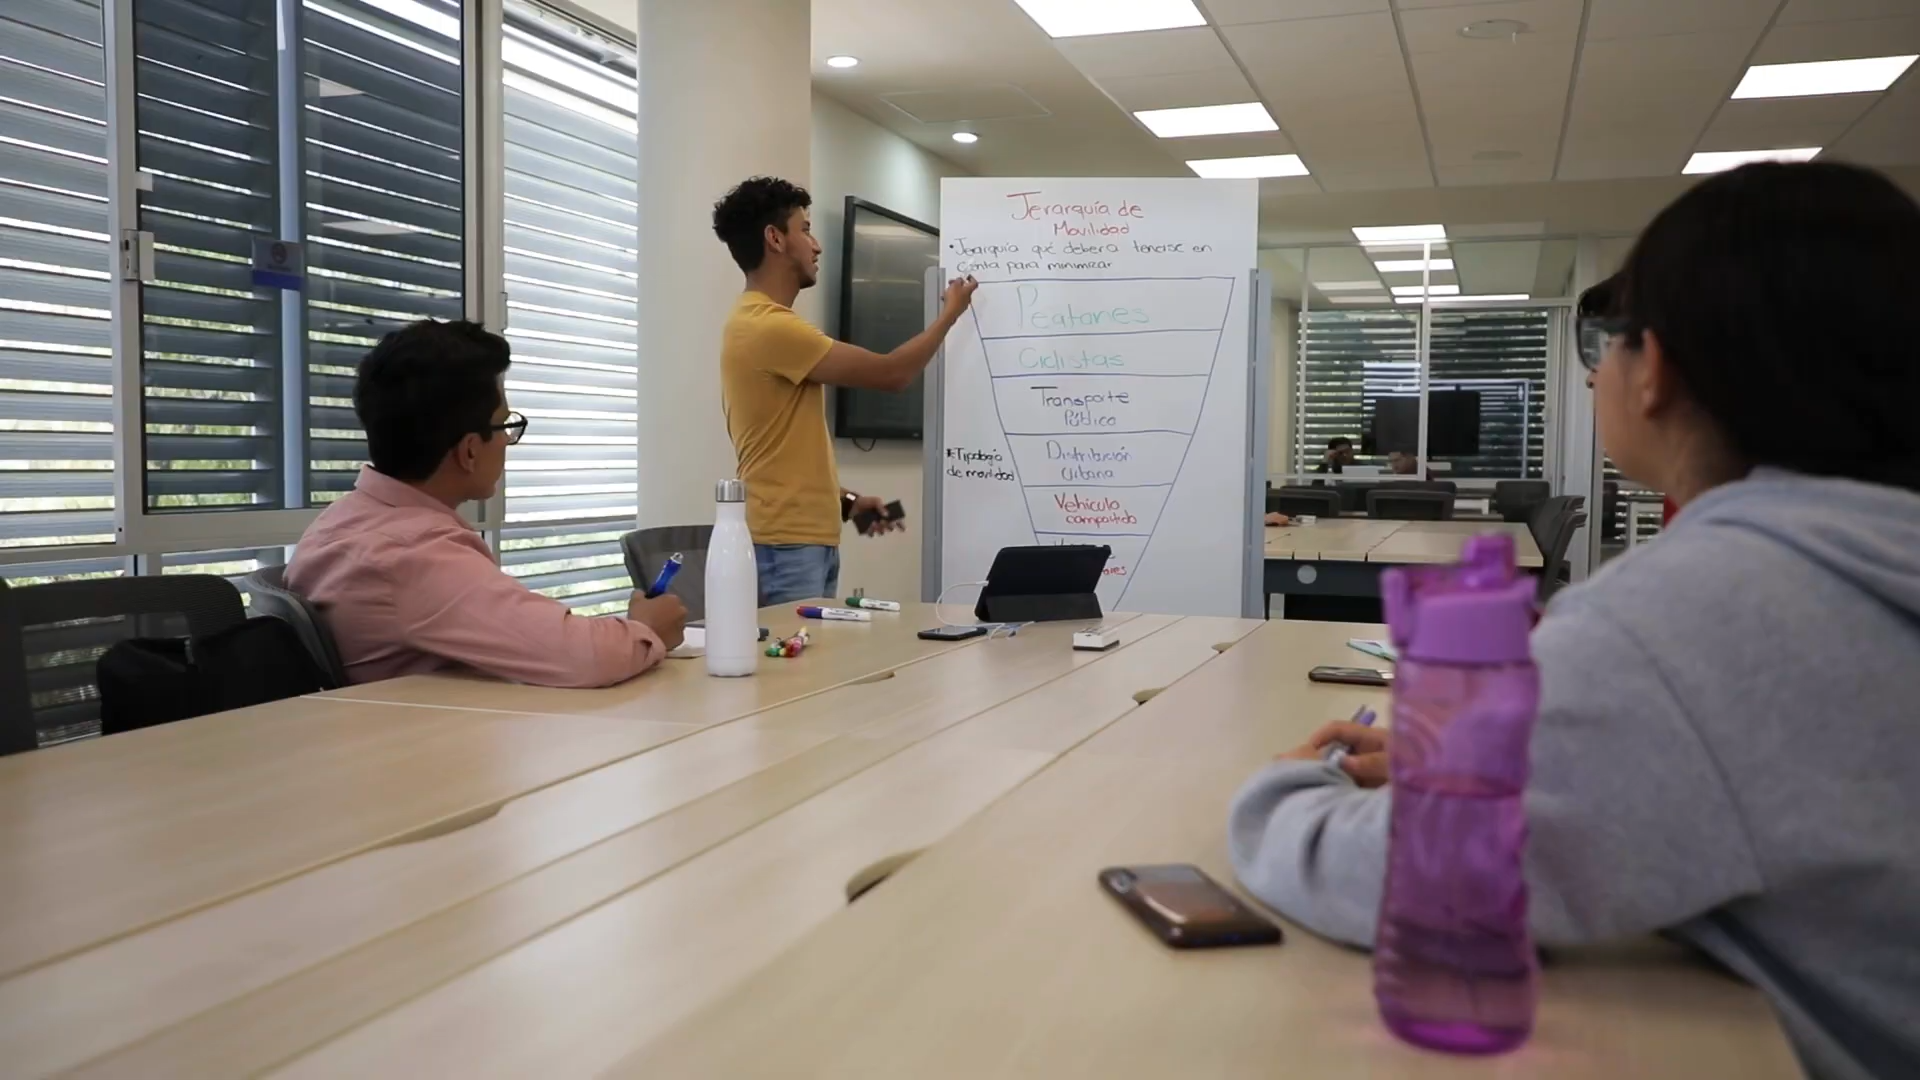 Jerarquía de
Movilidad
• Jerarquía qué deberá tenerse en
cuenta para minimizar
Peatones
Ciclistas
Transporte
Público
Distribución
Urbana
* Tipología
de movilidad
Vehículo
compartido